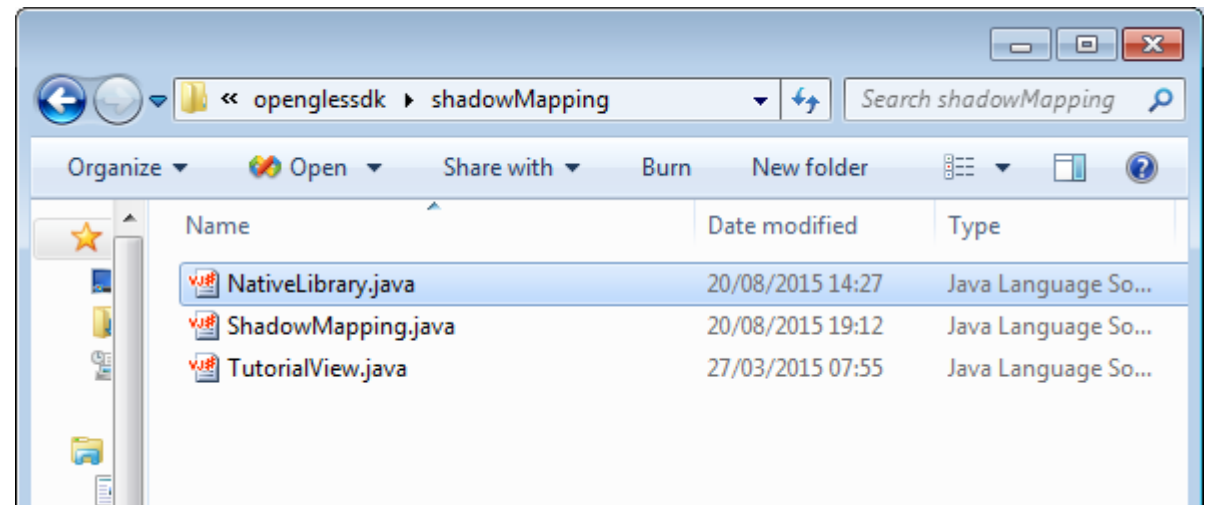 « openglessdk ▸ shadowMapping Search shadowMapping
Organize Open Share with Burn New folder
Name Date modified Type
NativeLibrary.java 20/08/2015 14:27 Java Language So...
ShadowMapping.java 20/08/2015 19:12 Java Language So...
TutorialView.java 27/03/2015 07:55 Java Language So...